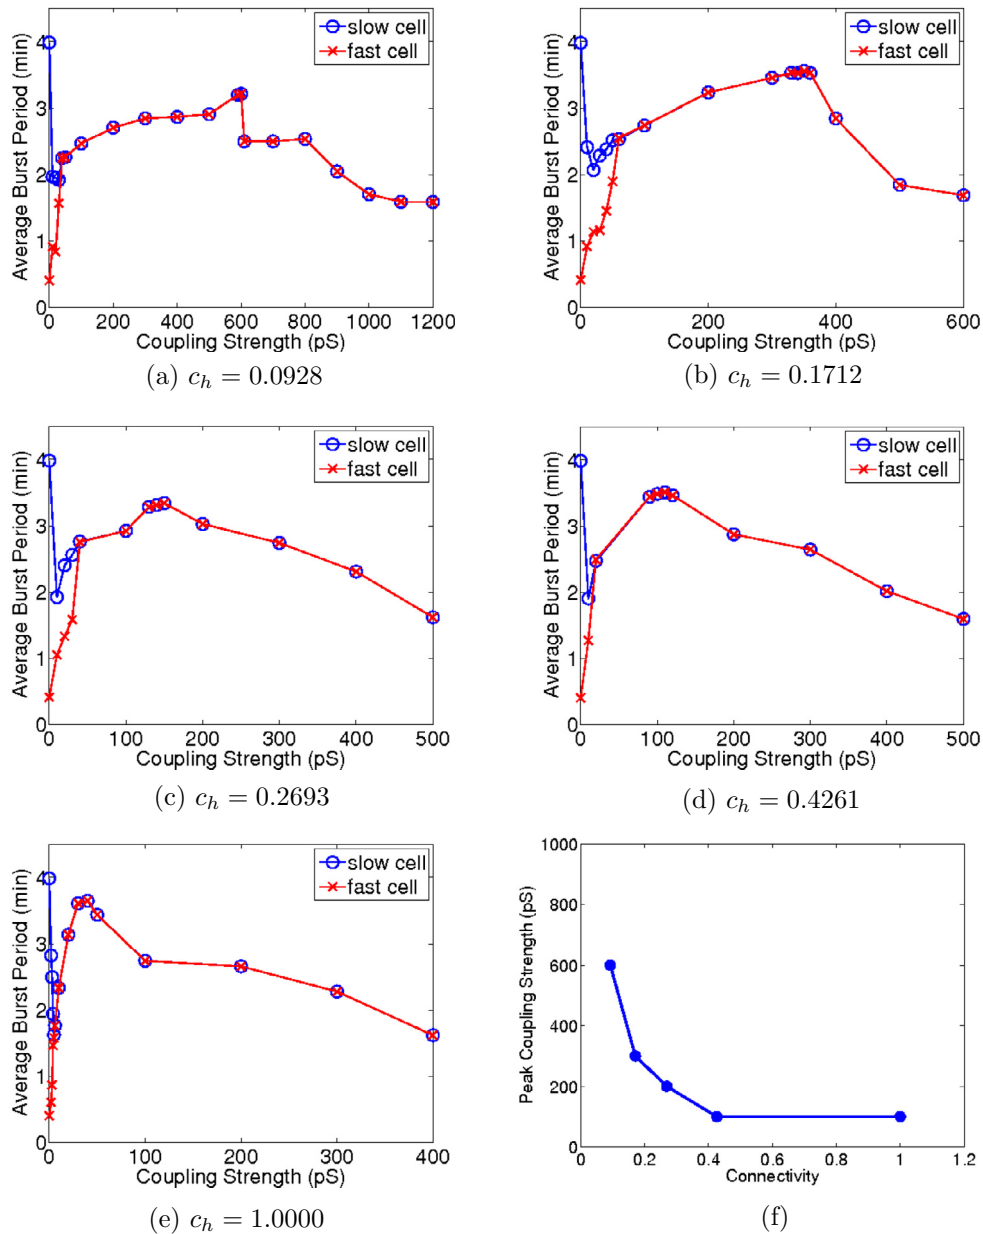 slow cell
fast cell
Average Burst Period (min)
4
3
2
1
0
0 200 400 600 800 1000 1200
Coupling Strength (pS)
(a) c_h = 0.0928
slow cell
fast cell
Average Burst Period (min)
4
3
2
1
0
0 200 400 600
Coupling Strength (pS)
(b) c_h = 0.1712
slow cell
fast cell
Average Burst Period (min)
4
3
2
1
0
0 100 200 300 400 500
Coupling Strength (pS)
(c) c_h = 0.2693
slow cell
fast cell
Average Burst Period (min)
4
3
2
1
0
0 100 200 300 400 500
Coupling Strength (pS)
(d) c_h = 0.4261
slow cell
fast cell
Average Burst Period (min)
4
3
2
1
0
0 100 200 300 400
Coupling Strength (pS)
(e) c_h = 1.0000
Peak Coupling Strength (pS)
1000
800
600
400
200
0
0 0.2 0.4 0.6 0.8 1 1.2
Connectivity
(f)